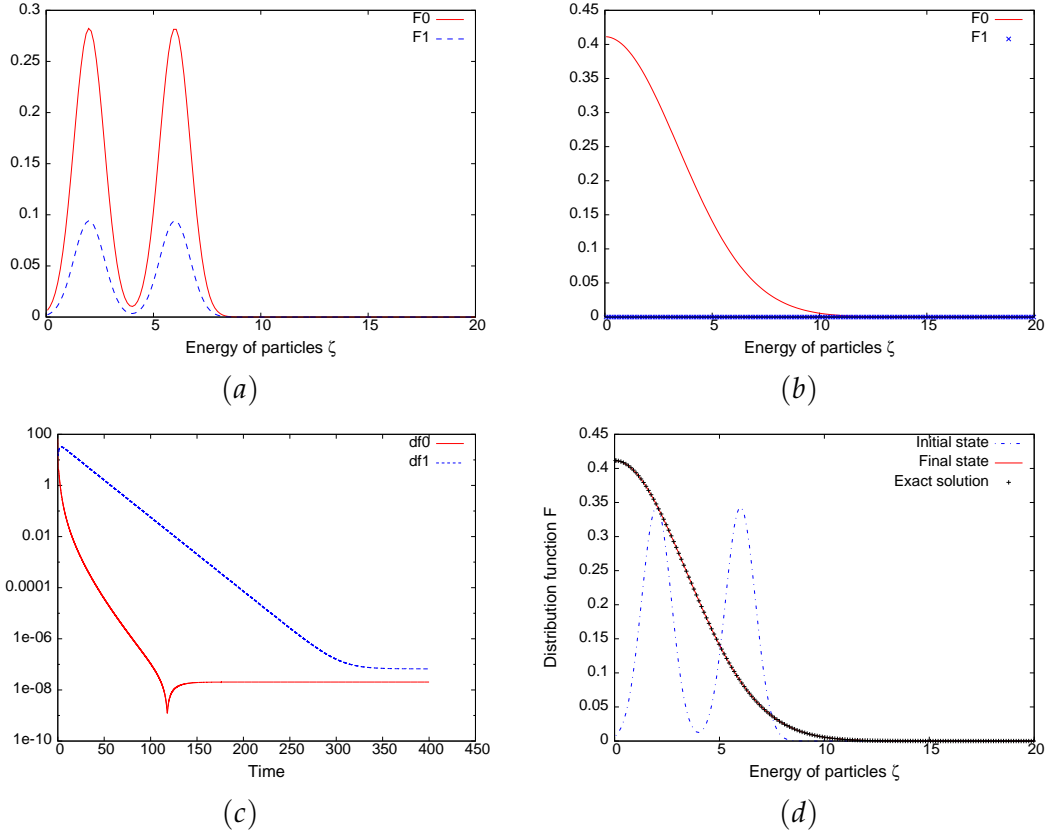 0.3
0.25
0.2
0.15
0.1
0.05
0
0 5 10 15 20
F0
F1
Energy of particles ζ
(a)
0.45
0.4
0.35
0.3
0.25
0.2
0.15
0.1
0.05
0
0 5 10 15 20
F0
F1
Energy of particles ζ
(b)
100
1
0.01
0.0001
1e-06
1e-08
1e-10
0 50 100 150 200 250 300 350 400 450
df0
df1
Time
(c)
Distribution function F
0.45
0.4
0.35
0.3
0.25
0.2
0.15
0.1
0.05
0
0 5 10 15 20
Initial state
Final state
Exact solution
Energy of particles ζ
(d)